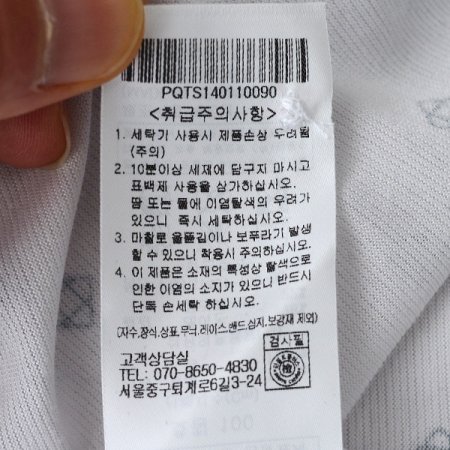 PQTS140110090
<취급주의사항>
1. 세탁기 사용시 제품손상 우려됨
(주의)
2. 10분이상 세제에 담구지 마시고
표백제 사용을 삼가하십시오.
땀 또는 물에 이염탈색의 우려가
있으니 즉시 세탁하십시오.
3. 마찰로 올뜯김이나 보푸라기 발생
할 수 있으니 착용시 주의하십시오.
4. 이 제품은 소재의 특성상 탈색으로
인한 이염의 소지가 있으니 반드시
단독 손세탁 하십시오.
(자수,장식,상표,무늬,레이스,밴드,심지,보강재 제외)
고객상담실
TEL: 070-8650-4830
서울중구퇴계로6길3-24
검사필